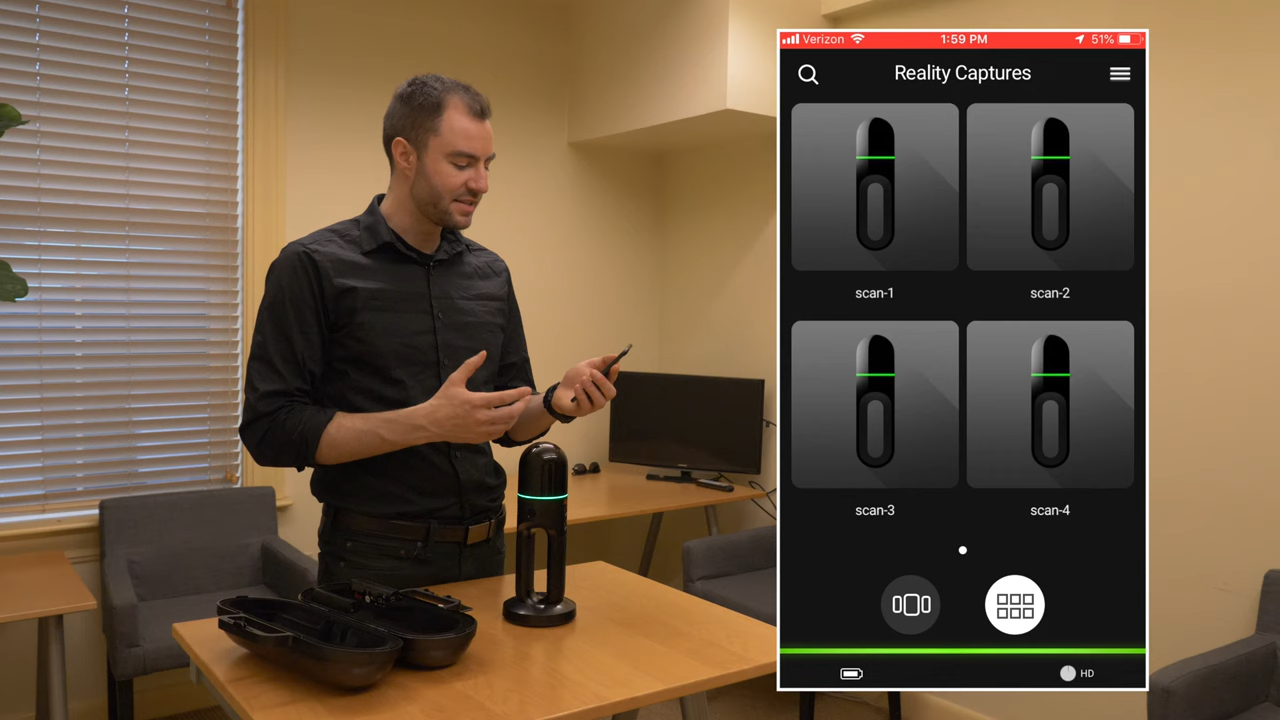 Verizon 1:59 PM 51%
Reality Captures
scan-1 scan-2
scan-3 scan-4
HD